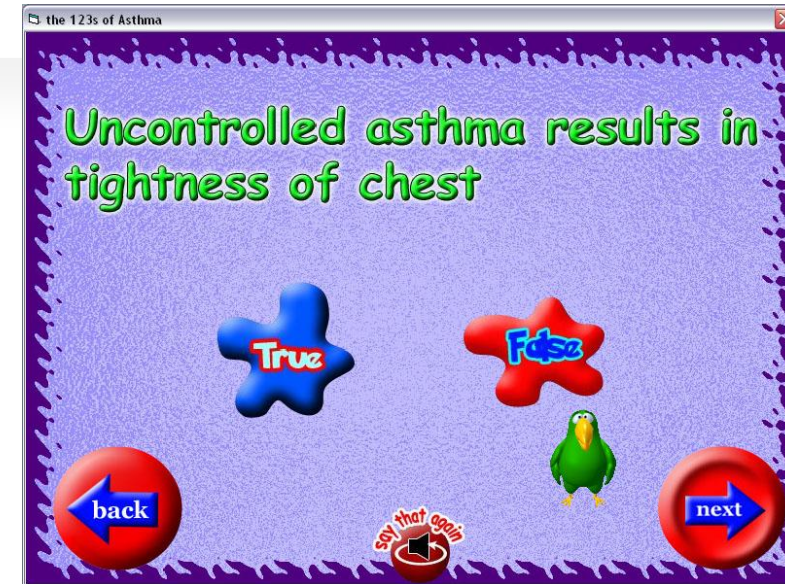 the 123s of Asthma
Uncontrolled asthma results in
tightness of chest
True
False
back
say that again
next